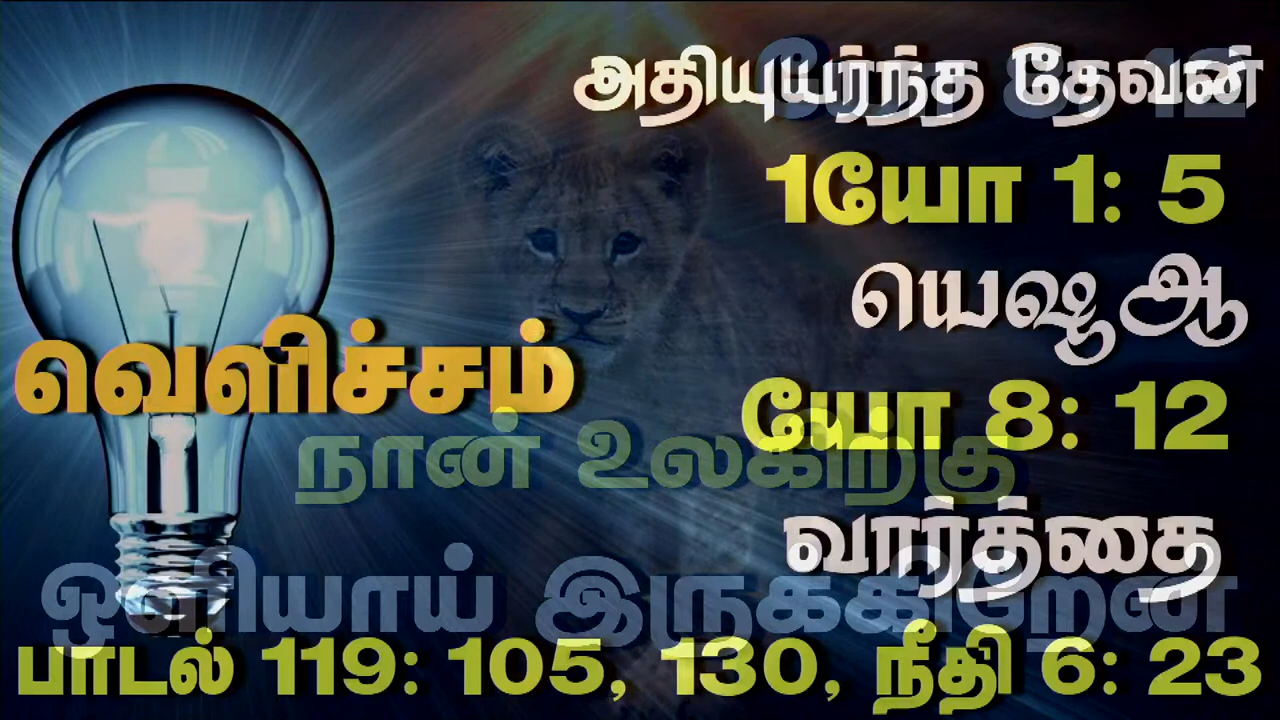 அதியுயர்ந்த தேவன்
1யோ 1: 5
யெஷூஆ
வெளிச்சம்
யோ 8: 12
நான் உலகிற்கு
வார்த்தை
ஒளியாய் இருக்கிறேன்
பாடல் 119: 105, 130, நீதி 6: 23